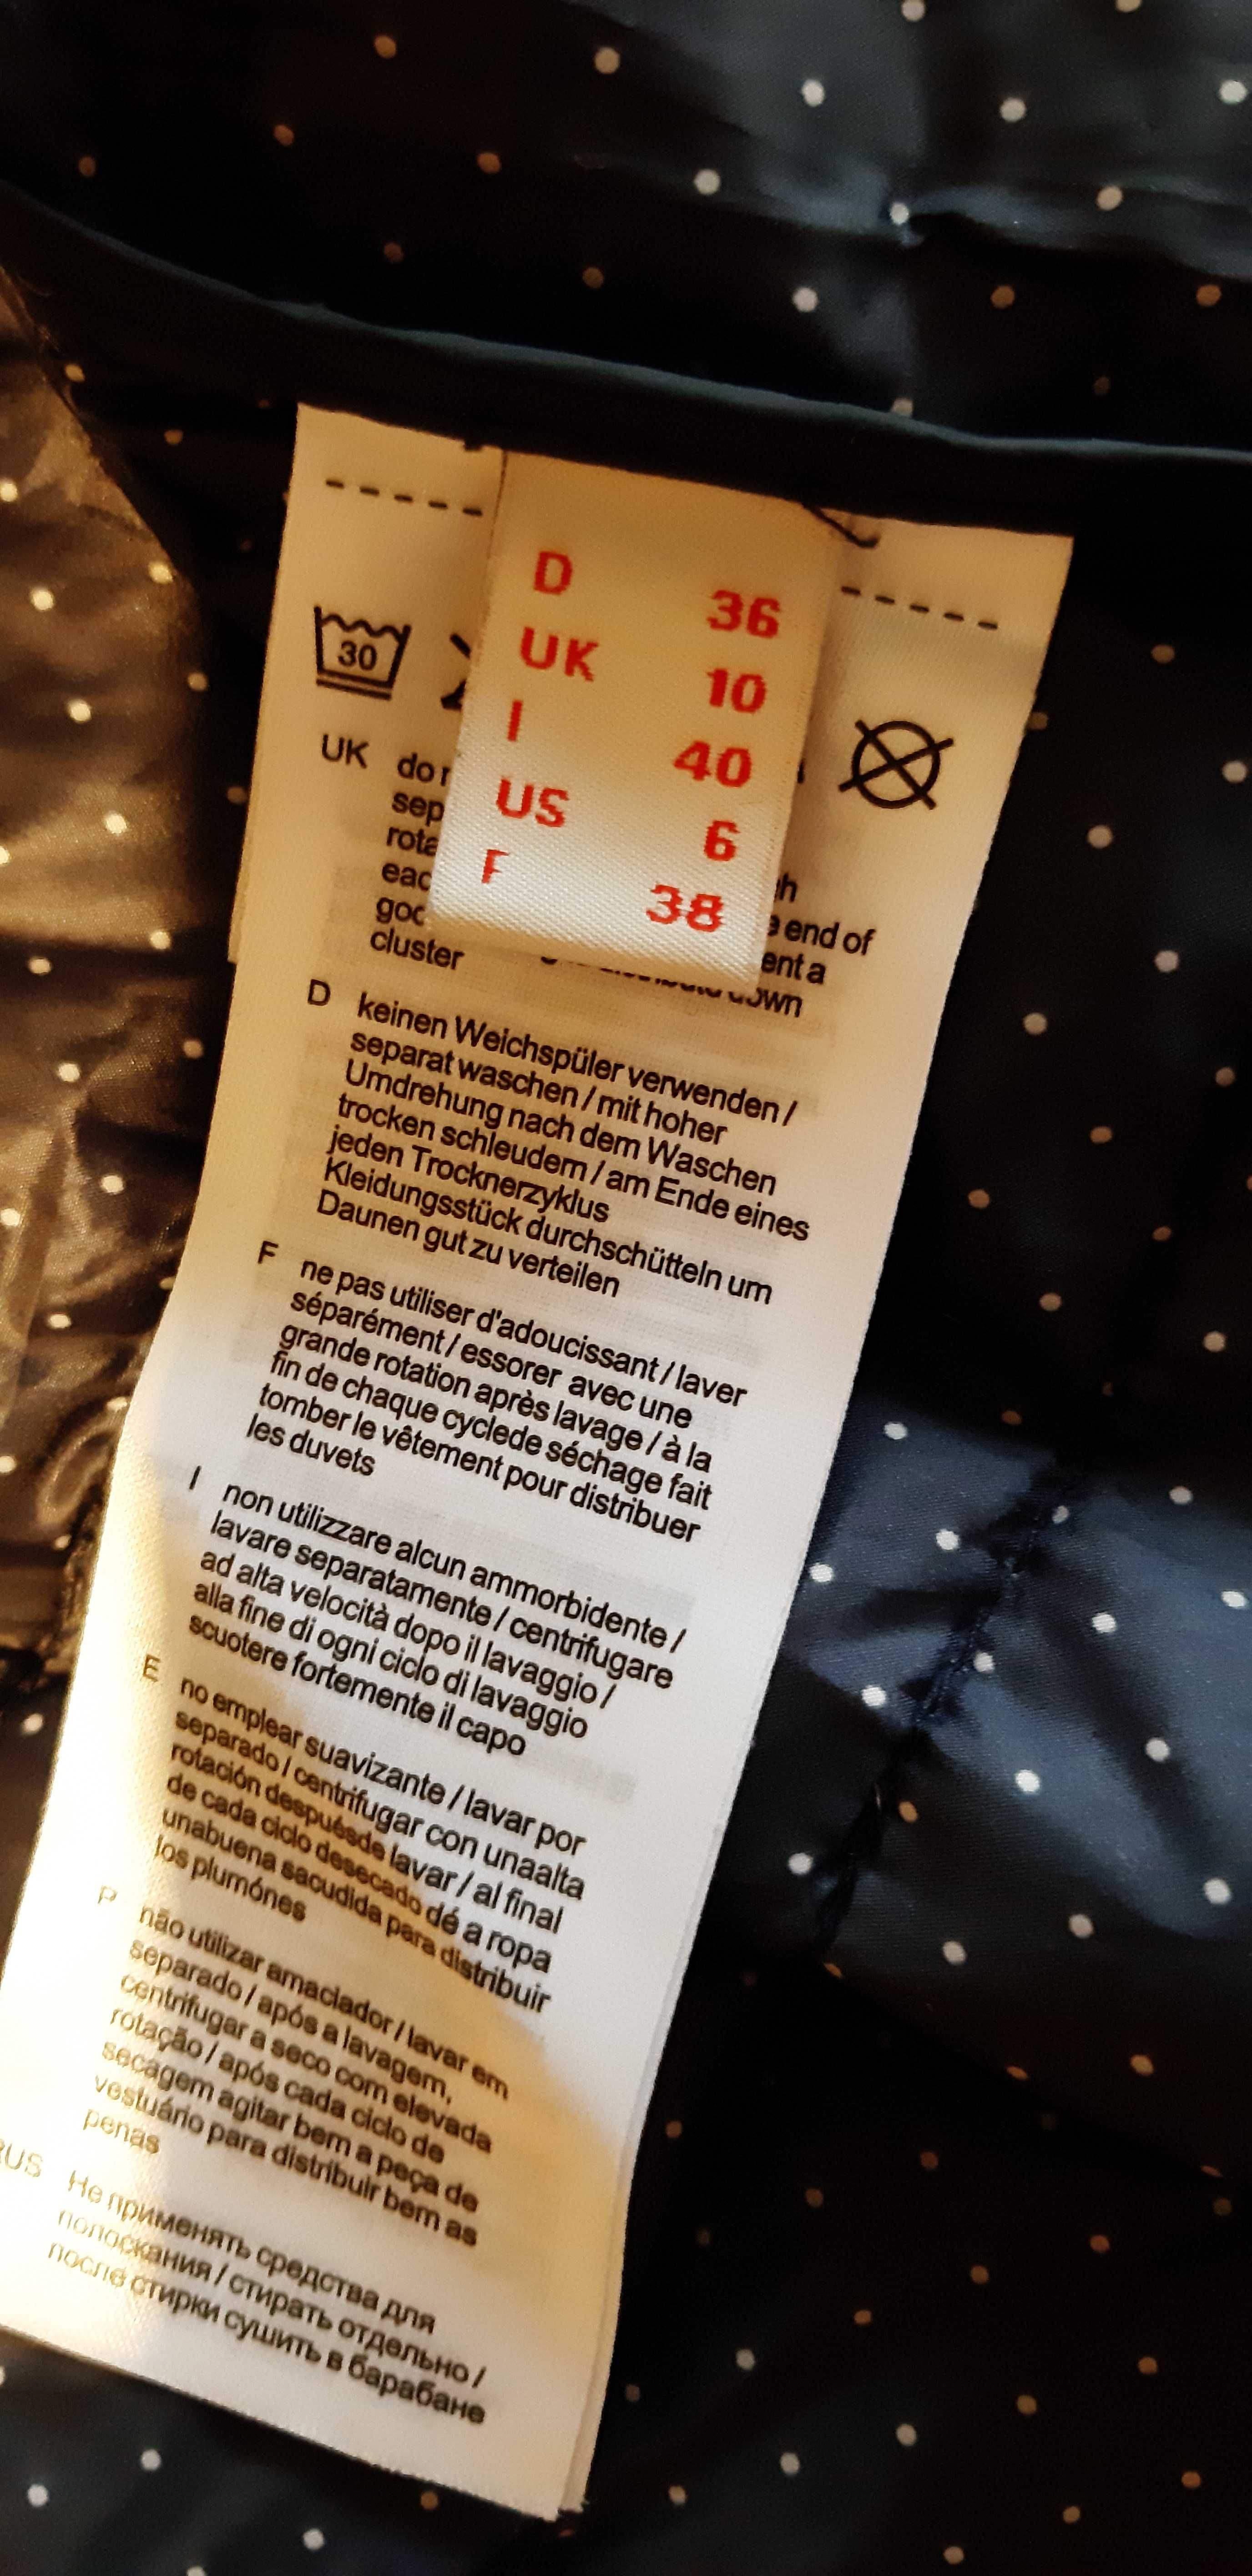 D 36
UK 10
I 40
US 6
F 38
30
UK do
cluster
end of
a
D keinen Weichspüler verwenden /
separat waschen / mit hoher
Umdrehung nach dem Waschen
trocken schleudern / am Ende eines
jeden Trocknerzyklus
Kleidungsstück durchschütteln um
Daunen gut zu verteilen
F ne pas utiliser d'adoucissant / laver
séparément / essorer avec une
grande rotation après lavage / à la
fin de chaque cyclede séchage fait
tomber le vêtement pour distribuer
les duvets
I non utilizzare alcun ammorbidente /
lavare separatamente / centrifugare
ad alta velocità dopo il lavaggio /
alla fine di ogni ciclo di lavaggio
scuotere fortemente il capo
E no emplear suavizante / lavar por
separado / centrifugar con unaalta
rotación despuésde lavar / al final
de cada ciclo desecado dé a ropa
unabuena sacudida para distribuir
los plumónes
P não utilizar amaciador / lavar em
separado / após a lavagem,
centrifugar a seco com elevada
rotação / após cada ciclo de
secagem agitar bem a peça de
vestuário para distribuir bem as
penas
RUS Не применять средства для
полоскания / стирать отдельно /
после стирки сушить в барабане